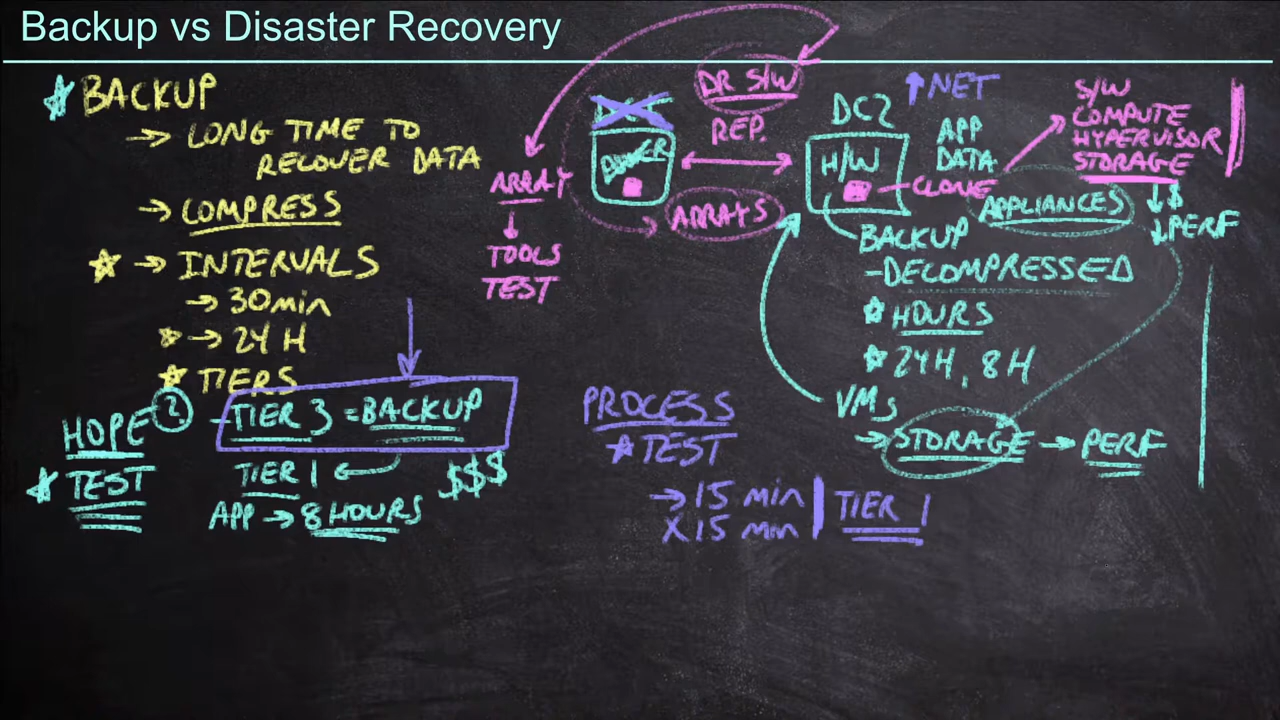 Backup vs Disaster Recovery
☆ BACKUP
→ LONG TIME TO
RECOVER DATA
→ COMPRESS
☆ → INTERVALS
→ 30min
☆ → 24 H
☆ TIERS
- TIER 3 = BACKUP
HOPE ?
☆ TEST
TIER 1 ←
$$$
APP → 8 HOURS
DR S/W
REP.
ARRAY
ARRAYS
TOOLS
TEST
DC2
H/W
↑ NET
APP
DATA
- CLONE
S/W
COMPUTE
HYPERVISOR
STORAGE
↓ $
↓ PERF
APPLIANCES
BACKUP
- DECOMPRESSED
☆ HOURS
☆ 24H, 8H
VMs
→ STORAGE → PERF
PROCESS
☆ TEST
→ 15 min
X 15 min
TIER 1